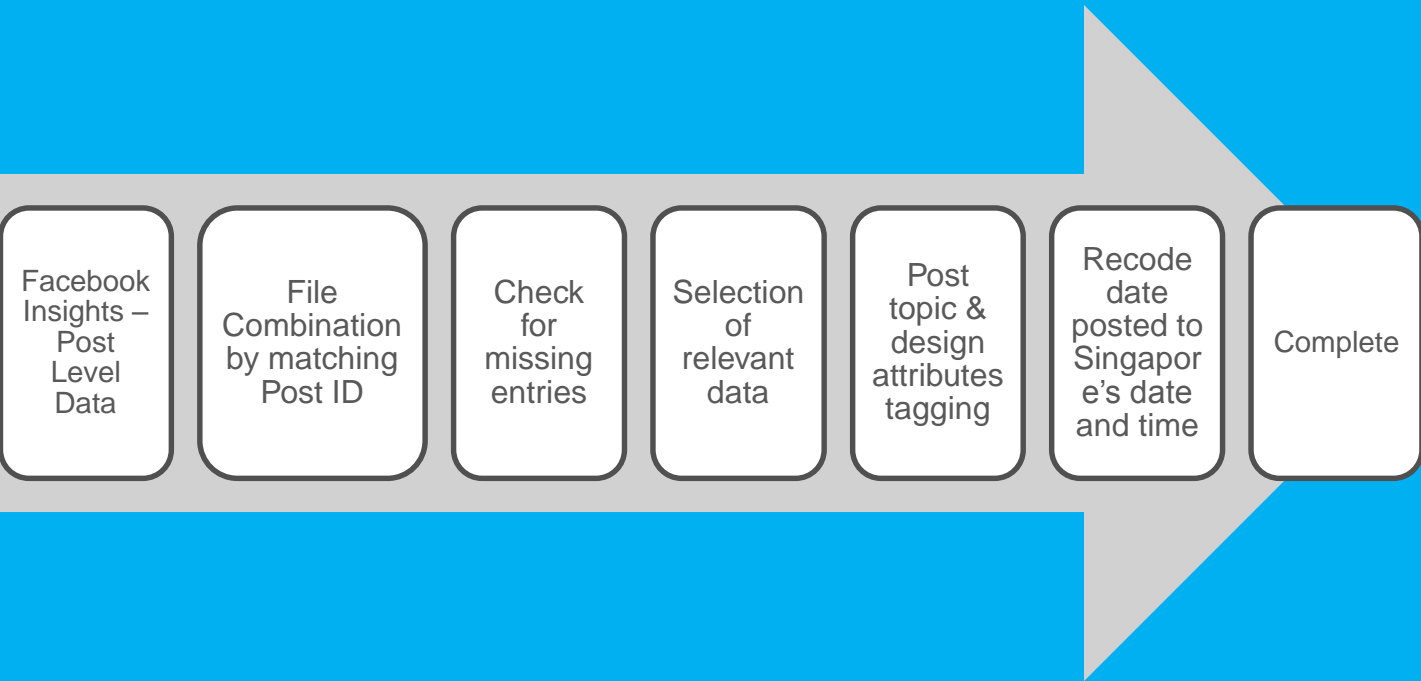 Facebook
Insights –
Post
Level
Data
File
Combination
by matching
Post ID
Check
for
missing
entries
Selection
of
relevant
data
Post
topic &
design
attributes
tagging
Recode
date
posted to
Singapor
e’s date
and time
Complete